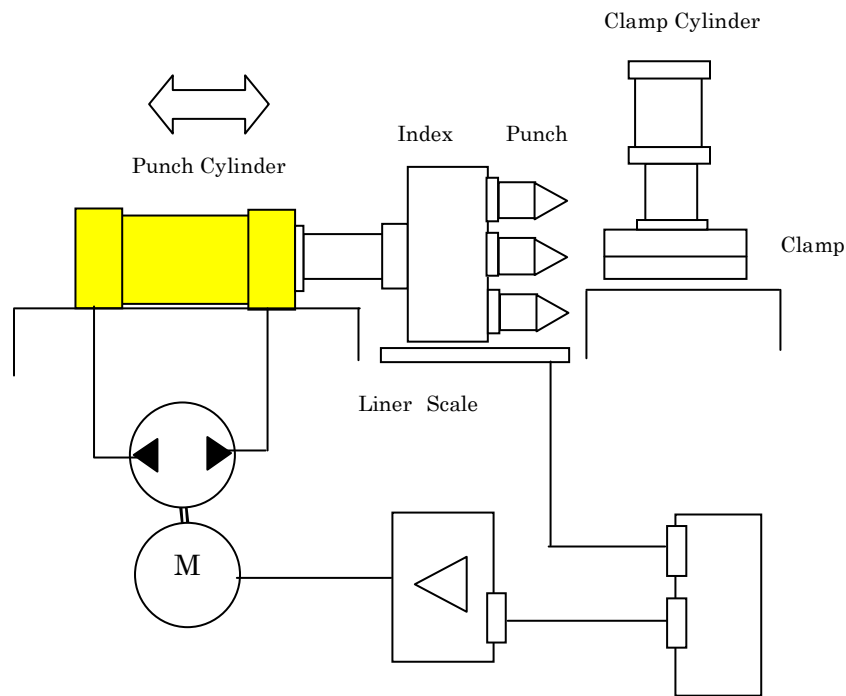 Clamp Cylinder
Index
Punch
Punch Cylinder
Clamp
Liner Scale
M